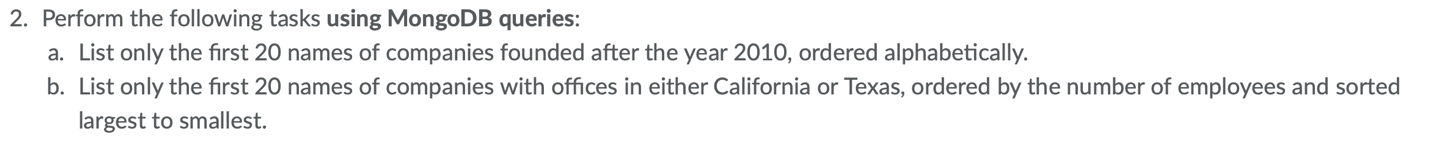 2. Perform the following tasks using MongoDB queries:
a. List only the first 20 names of companies founded after the year 2010, ordered alphabetically.
b. List only the first 20 names of companies with offices in either California or Texas, ordered by the number of employees and sorted
largest to smallest.